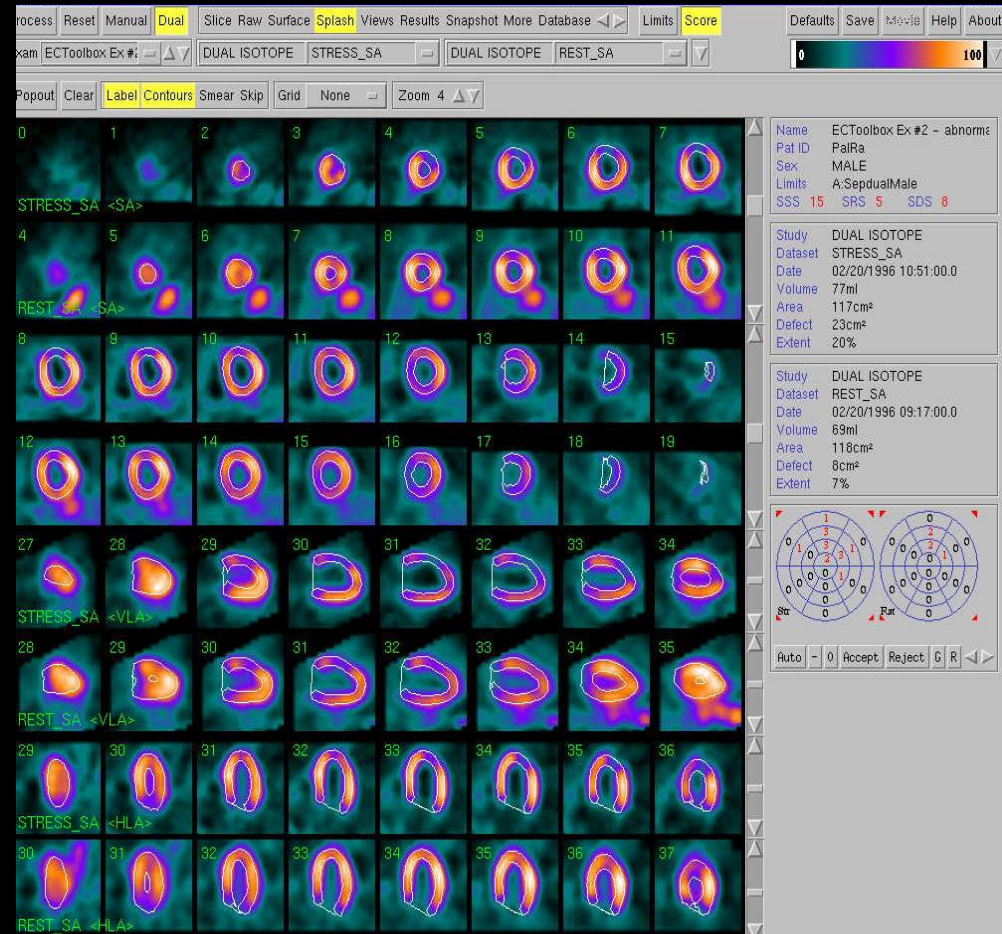 rocess Reset Manual Dual Slice Raw Surface Splash Views Results Snapshot More Database Limits Score Defaults Save Movie Help About
xam ECToolbox Ex #2 DUAL ISOTOPE STRESS_SA DUAL ISOTOPE REST_SA 0 100
Popout Clear Label Contours Smear Skip Grid None Zoom 4
0 1 2 3 4 5 6 7
STRESS_SA <SA>
4 5 6 7 8 9 10 11
REST_SA <SA>
8 9 10 11 12 13 14 15
12 13 14 15 16 17 18 19
27 28 29 30 31 32 33 34
STRESS_SA <VLA>
28 29 30 31 32 33 34 35
REST_SA <VLA>
29 30 31 32 33 34 35 36
STRESS_SA <HLA>
30 31 32 33 34 35 36 37
REST_SA <HLA>
Name ECToolbox Ex #2 - abnorma
Pat ID PalRa
Sex MALE
Limits A:SepdualMale
SSS 15 SRS 5 SDS 8
Study DUAL ISOTOPE
Dataset STRESS_SA
Date 02/20/1996 10:51:00.0
Volume 77ml
Area 117cm²
Defect 23cm²
Extent 20%
Study DUAL ISOTOPE
Dataset REST_SA
Date 02/20/1996 09:17:00.0
Volume 69ml
Area 118cm²
Defect 8cm²
Extent 7%
Str
Rst
Auto - 0 Accept Reject G R